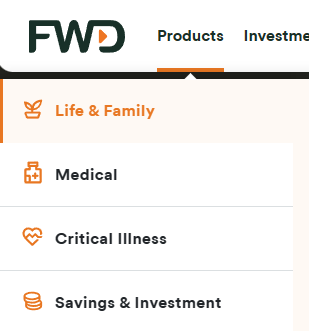 FWD
Products Investme
Life & Family
Medical
Critical Illness
Savings & Investment